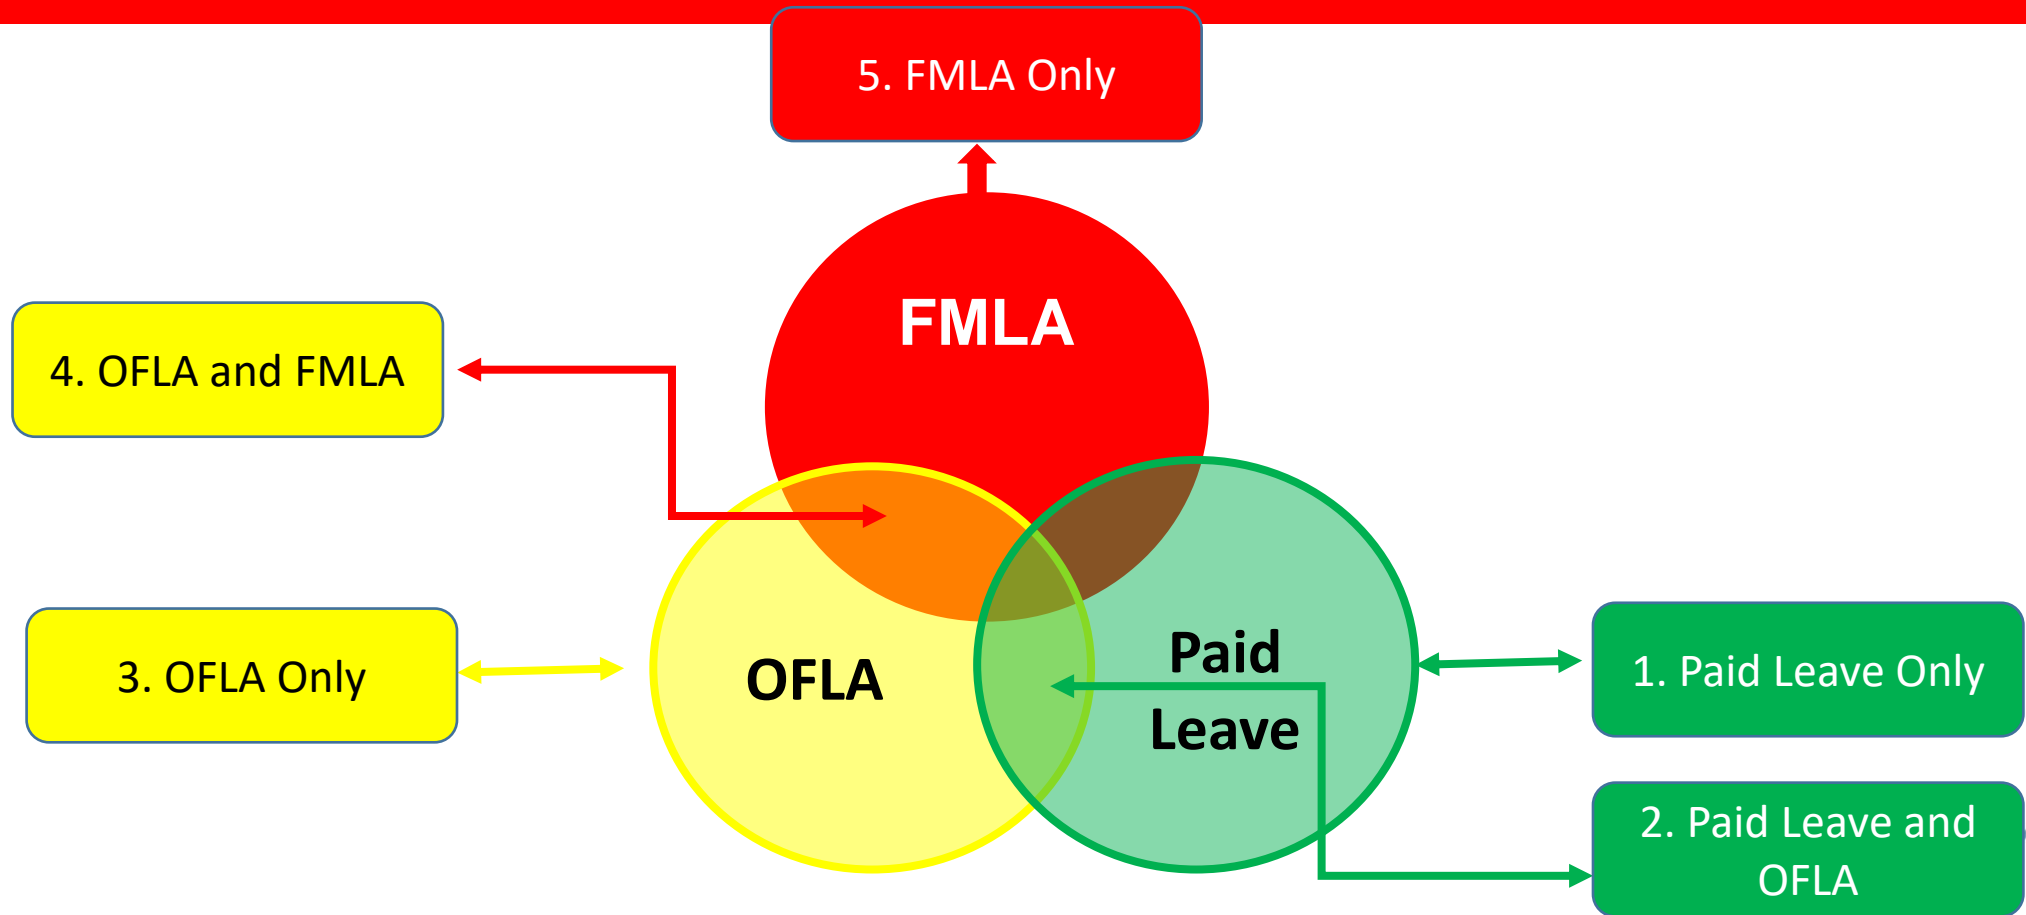 5. FMLA Only
FMLA
4. OFLA and FMLA
3. OFLA Only
OFLA
Paid
Leave
1. Paid Leave Only
2. Paid Leave and
OFLA